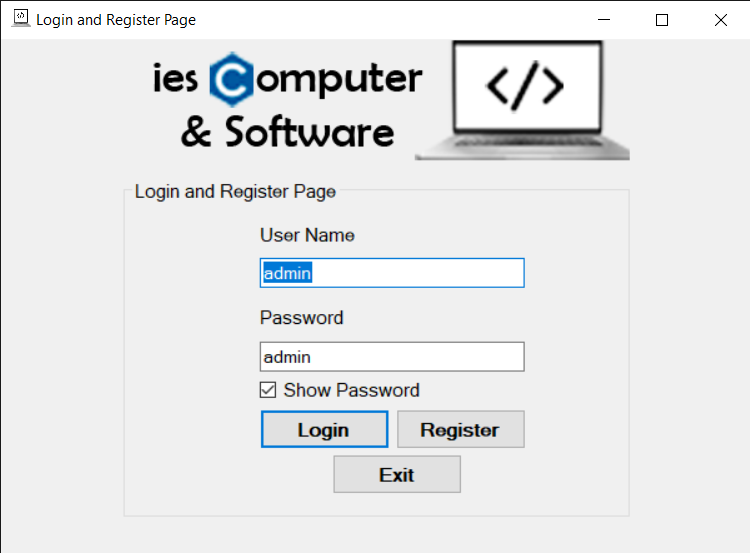 Login and Register Page
ies Computer
& Software
</>
Login and Register Page
User Name
admin
Password
admin
Show Password
Login Register
Exit